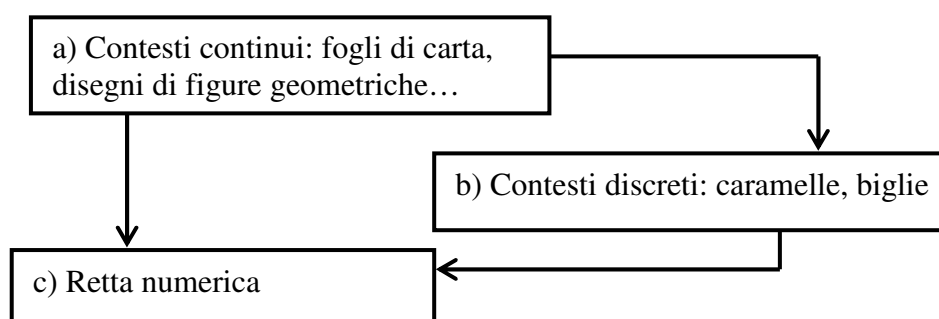 a) Contesti continui: fogli di carta,
disegni di figure geometriche…
b) Contesti discreti: caramelle, biglie
c) Retta numerica